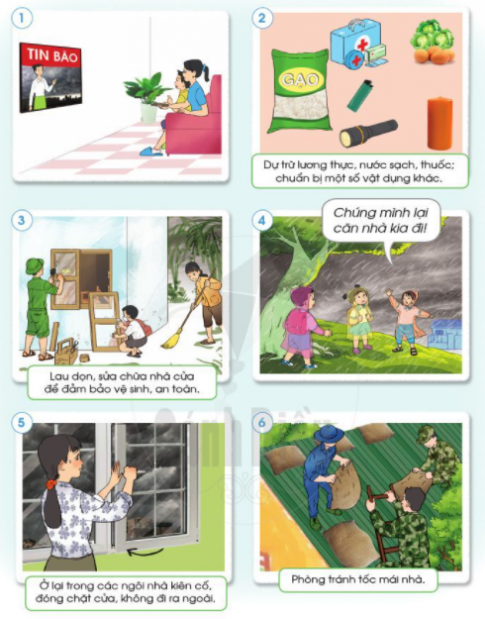 1
TIN BÃO
2
GẠO
Dự trữ lương thực, nước sạch, thuốc;
chuẩn bị một số vật dụng khác.
3
Lau dọn, sửa chữa nhà cửa
để đảm bảo vệ sinh, an toàn.
4
Chúng mình lại
căn nhà kia đi!
5
Ở lại trong các ngôi nhà kiên cố,
đóng chặt cửa, không đi ra ngoài.
6
Phòng tránh tốc mái nhà.